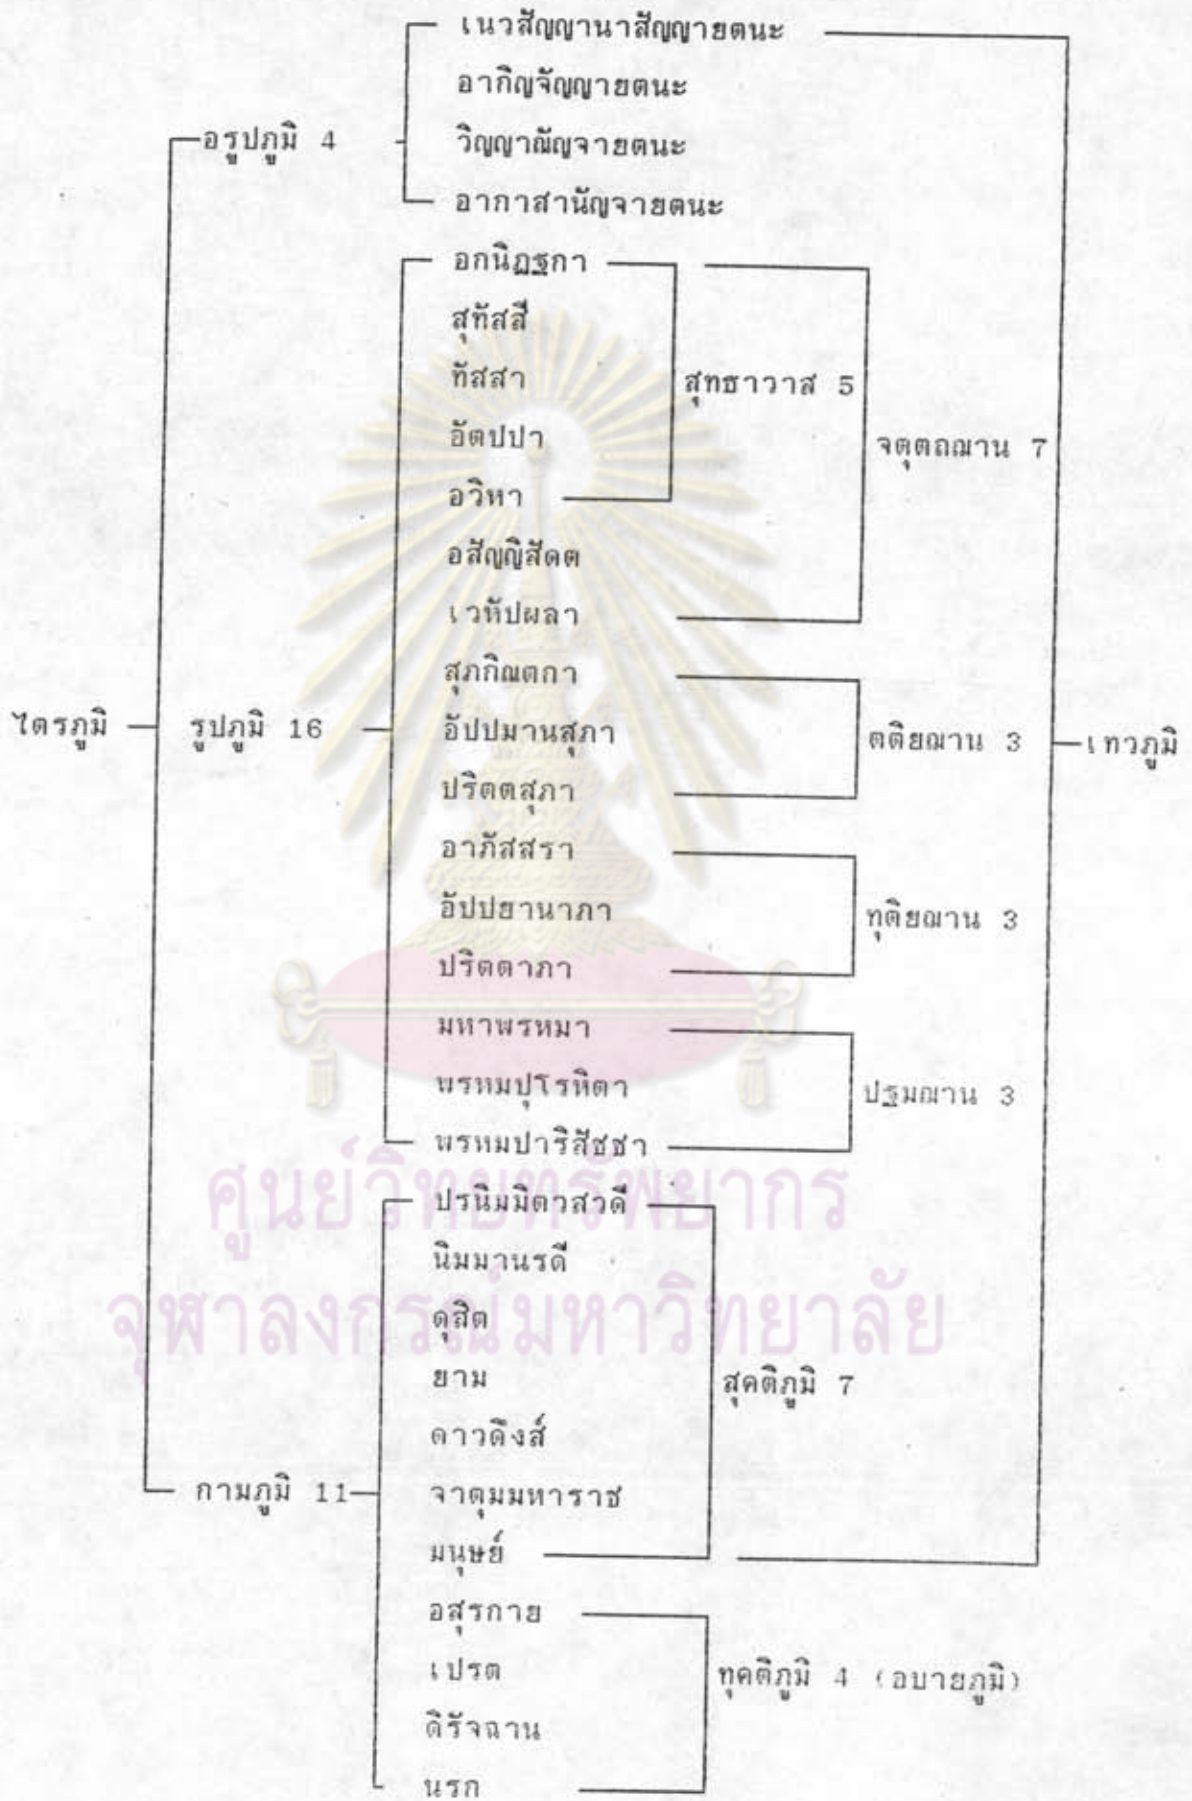 เนวสัญญานาสัญญายตนะ
อากิญจัญญายตนะ
อรูปภูมิ 4
วิญญาณัญจายตนะ
อากาสานัญจายตนะ
อกนิฏฐกา
สุทัสสี
ทัสสา
สุทธาวาส 5
อัตปปา
จตุตถฌาน 7
อวิหา
อสัญญิสัตต
เวหัปผลา
สุภกิณตกา
ไตรภูมิ
รูปภูมิ 16
อัปปมานสุภา
ตติยฌาน 3
เทวภูมิ
ปริตตสุภา
อาภัสสรา
อัปปยานาภา
ทุติยฌาน 3
ปริตตาภา
มหาพรหมา
พรหมปุโรหิตา
ปฐมฌาน 3
พรหมปาริสัชชา
ศูนย์วิทยทรัพยากร
ปรนิมมิตวสวดี
นิมมานรดี
จุฬาลงกรณ์มหาวิทยาลัย
ดุสิต
ยาม
สุคติภูมิ 7
ดาวดึงส์
กามภูมิ 11
จาตุมมหาราช
มนุษย์
อสุรกาย
เปรต
ทุคติภูมิ 4 (อบายภูมิ)
ดิรัจฉาน
นรก